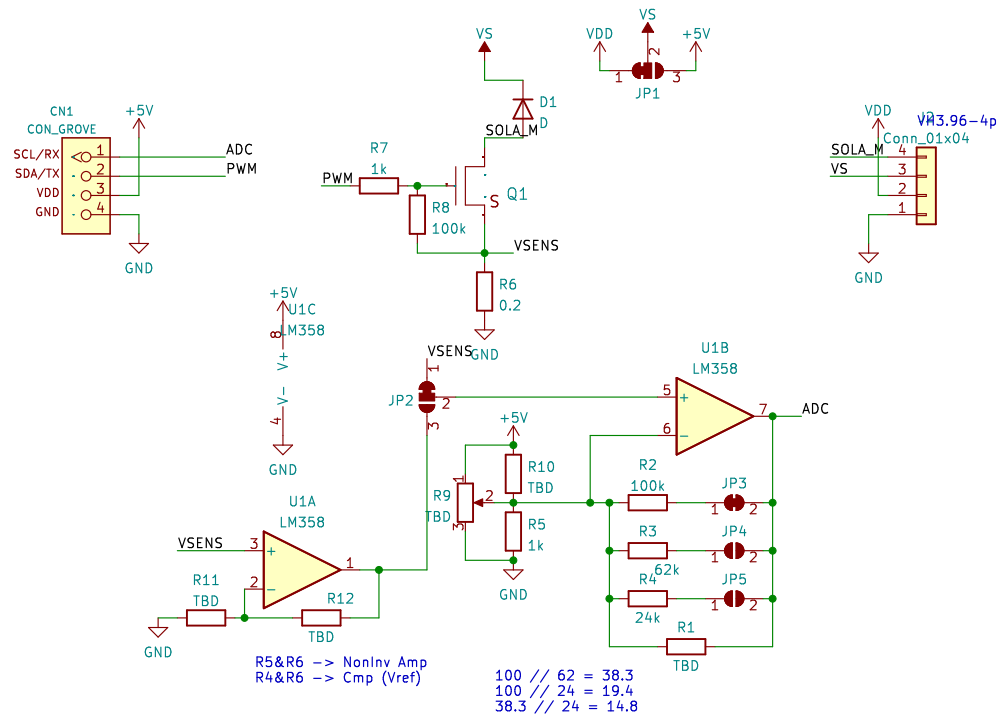 VS
VDD
VS
+5V
1
2
3
JP1
D1
D
SOLA_M
CN1
CON_GROVE
+5V
SCL/RX
1
ADC
SDA/TX
2
PWM
VDD
3
GND
4
GND
R7
1k
PWM
R8
100k
Q1
S
VSENS
R6
0.2
GND
VDD
VH3.96-4p
Conn_01x04
SOLA_M
4
VS
3
2
1
GND
+5V
U1C
LM358
8
V+
V-
4
GND
VSENS
1
JP2
2
3
U1B
LM358
5
+
6
-
7
ADC
+5V
R10
TBD
R9
TBD
1
2
3
R5
1k
GND
R2
100k
JP3
1
2
R3
62k
JP4
1
2
R4
24k
JP5
1
2
R1
TBD
U1A
LM358
VSENS
3
+
2
-
1
R11
TBD
R12
TBD
GND
R5&R6 -> NonInv Amp
R4&R6 -> Cmp (Vref)
100 // 62 = 38.3
100 // 24 = 19.4
38.3 // 24 = 14.8